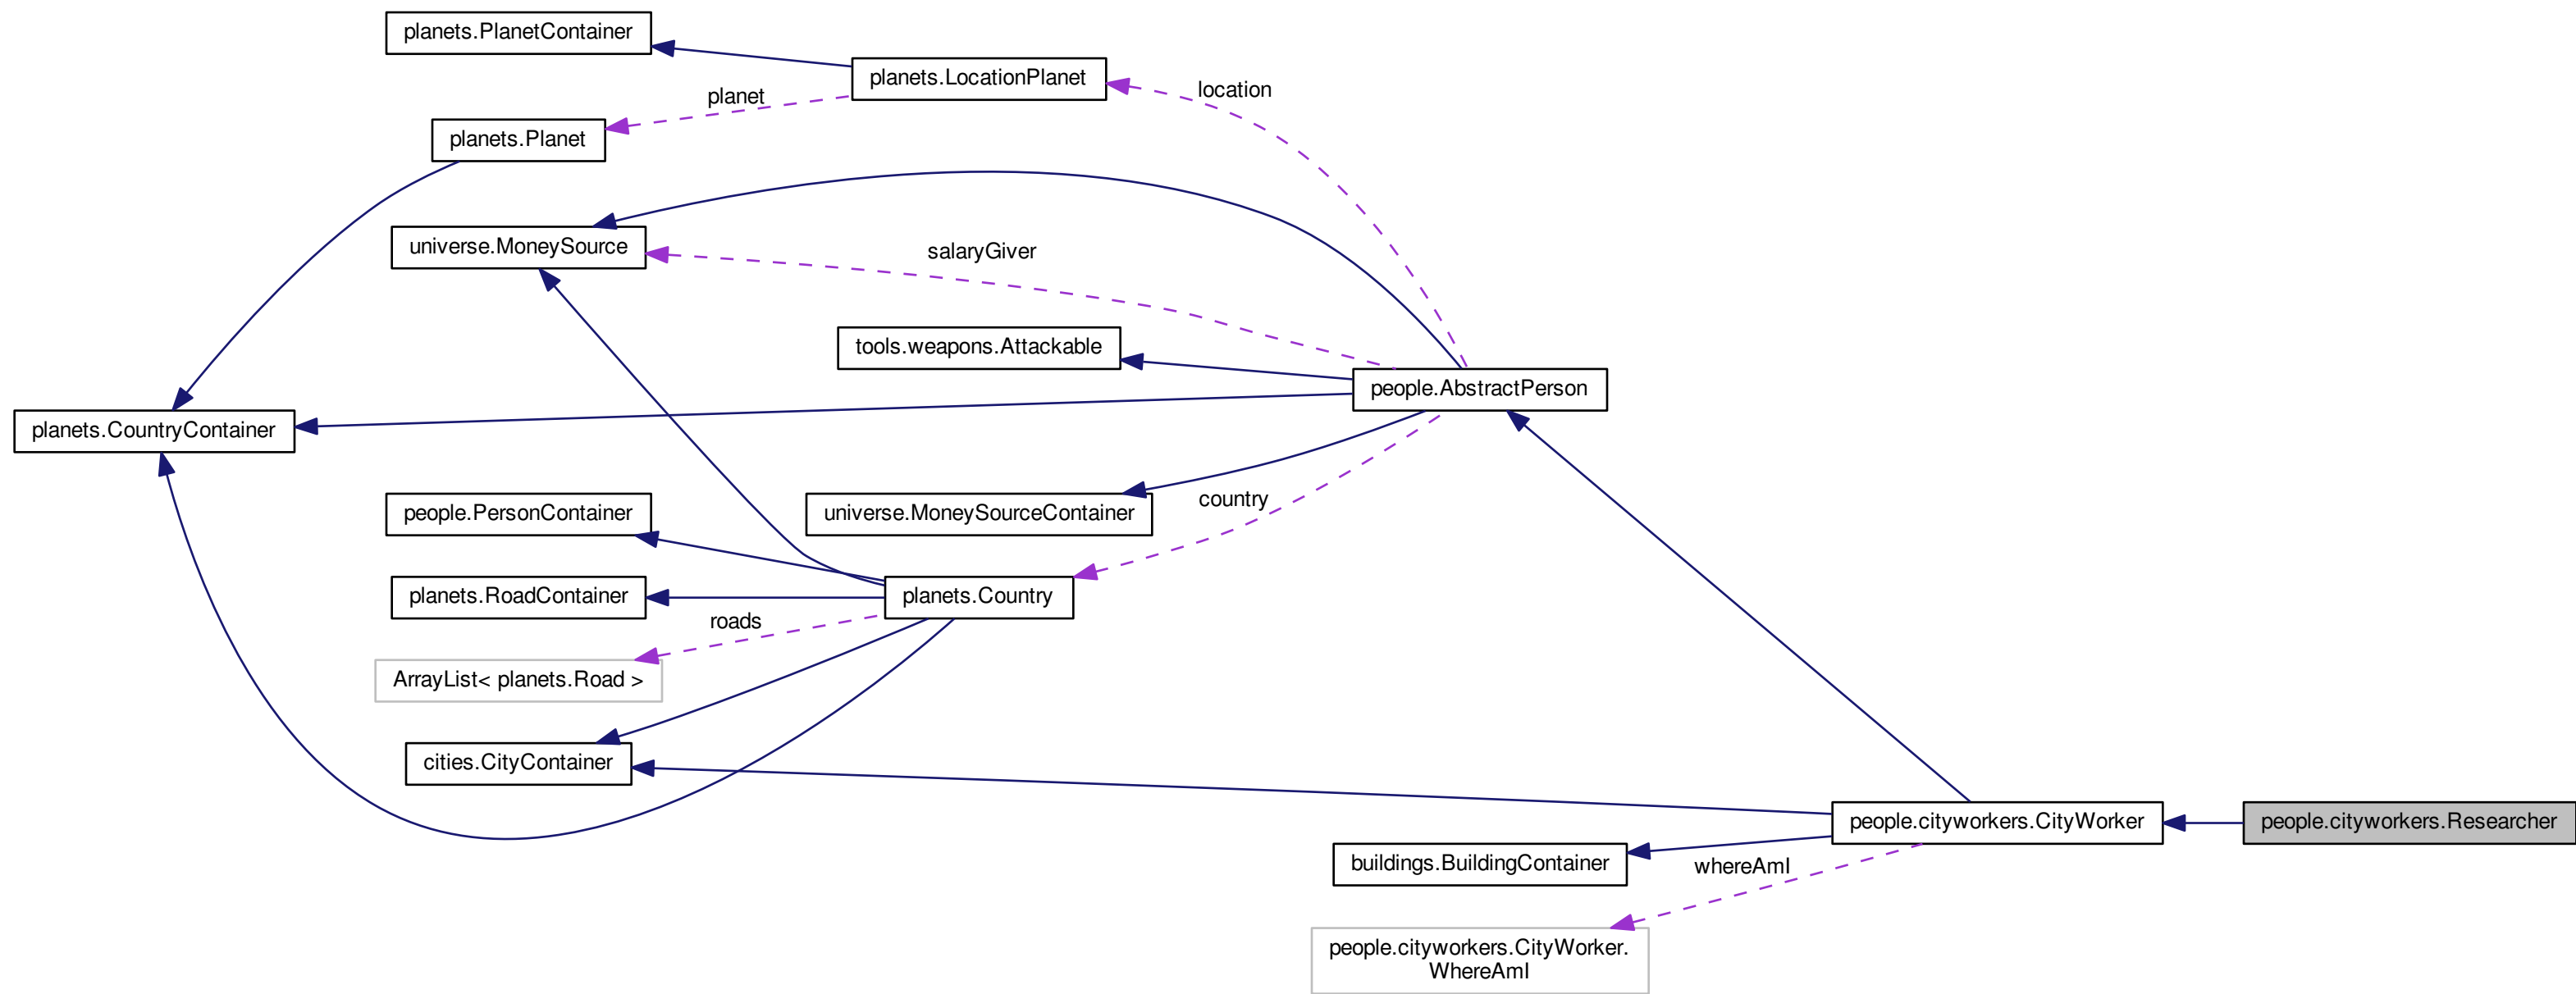 planets.PlanetContainer
planets.LocationPlanet
location
planet
planets.Planet
universe.MoneySource
salaryGiver
tools.weapons.Attackable
people.AbstractPerson
planets.CountryContainer
people.PersonContainer
universe.MoneySourceContainer
country
planets.RoadContainer
planets.Country
roads
ArrayList< planets.Road >
cities.CityContainer
people.cityworkers.CityWorker
people.cityworkers.Researcher
buildings.BuildingContainer
whereAmI
people.cityworkers.CityWorker.
WhereAmI